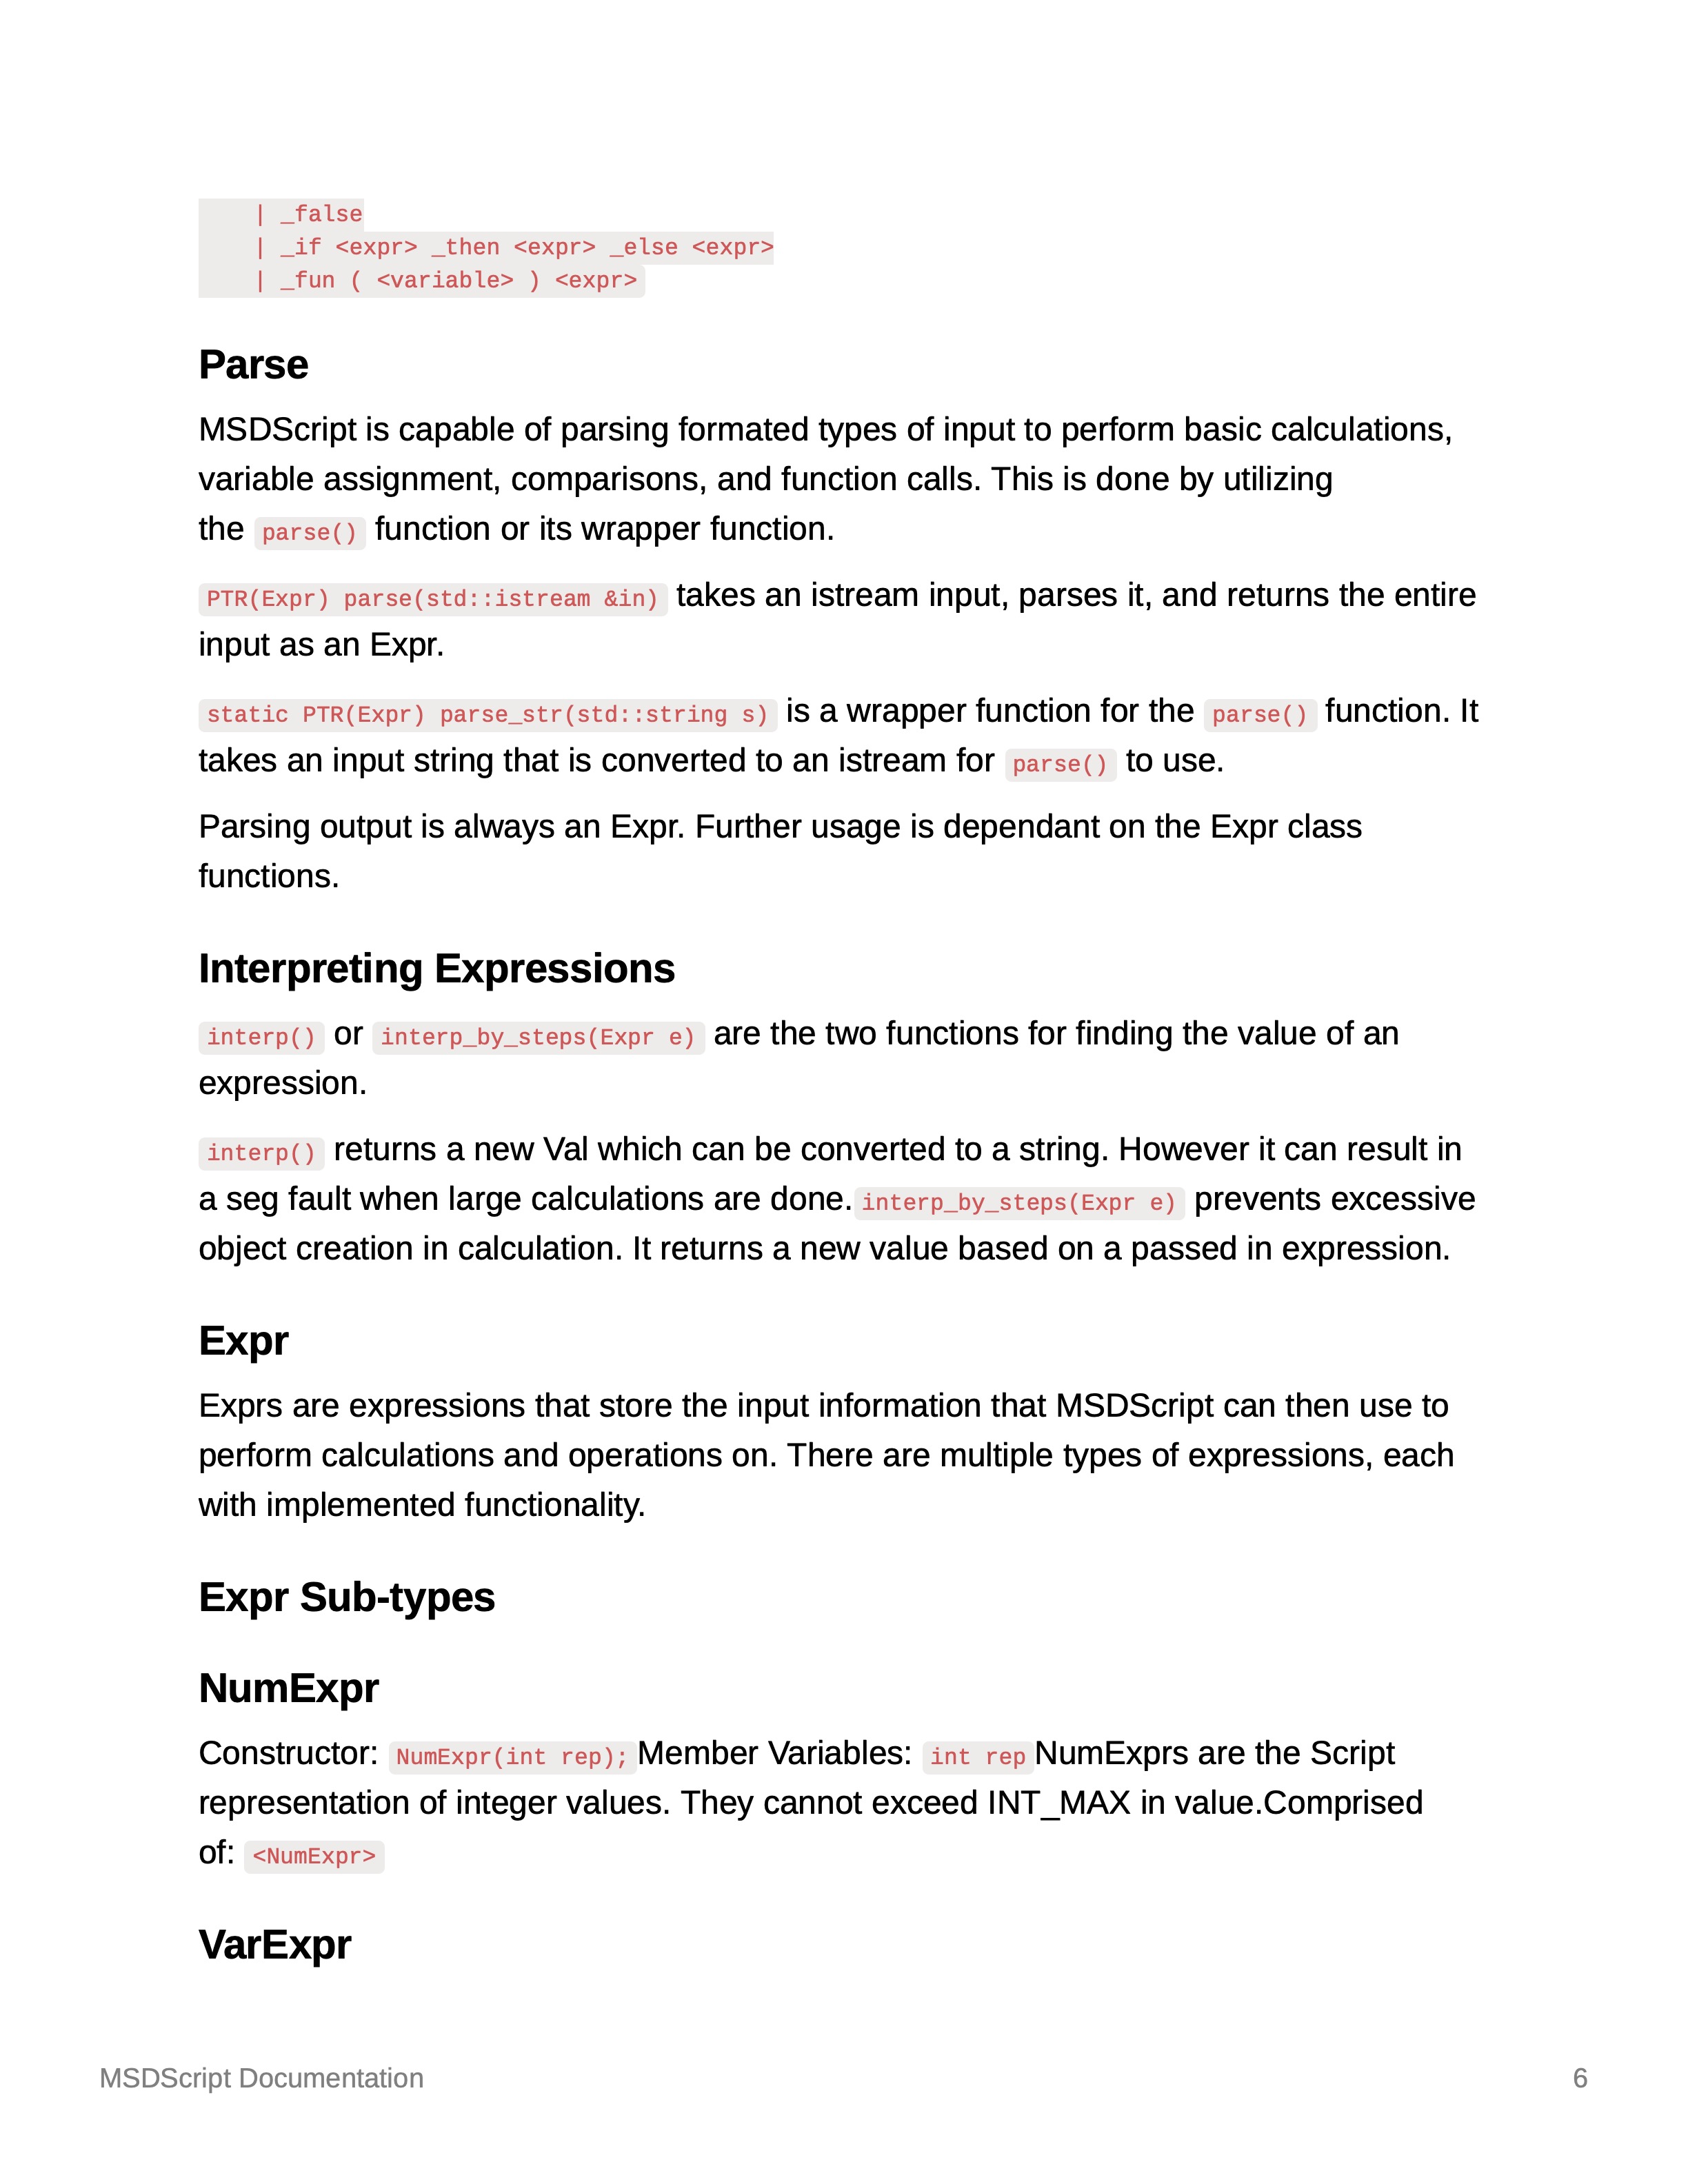 | _false
| _if <expr> _then <expr> _else <expr>
| _fun ( <variable> ) <expr>
Parse
MSDScript is capable of parsing formated types of input to perform basic calculations,
variable assignment, comparisons, and function calls. This is done by utilizing
the parse() function or its wrapper function.
PTR(Expr) parse(std::istream &in) takes an istream input, parses it, and returns the entire
input as an Expr.
static PTR(Expr) parse_str(std::string s) is a wrapper function for the parse() function. It
takes an input string that is converted to an istream for parse() to use.
Parsing output is always an Expr. Further usage is dependant on the Expr class
functions.
Interpreting Expressions
interp() or interp_by_steps(Expr e) are the two functions for finding the value of an
expression.
interp() returns a new Val which can be converted to a string. However it can result in
a seg fault when large calculations are done. interp_by_steps(Expr e) prevents excessive
object creation in calculation. It returns a new value based on a passed in expression.
Expr
Exprs are expressions that store the input information that MSDScript can then use to
perform calculations and operations on. There are multiple types of expressions, each
with implemented functionality.
Expr Sub-types
NumExpr
Constructor: NumExpr(int rep); Member Variables: int rep NumExprs are the Script
representation of integer values. They cannot exceed INT_MAX in value.Comprised
of: <NumExpr>
VarExpr
MSDScript Documentation 6